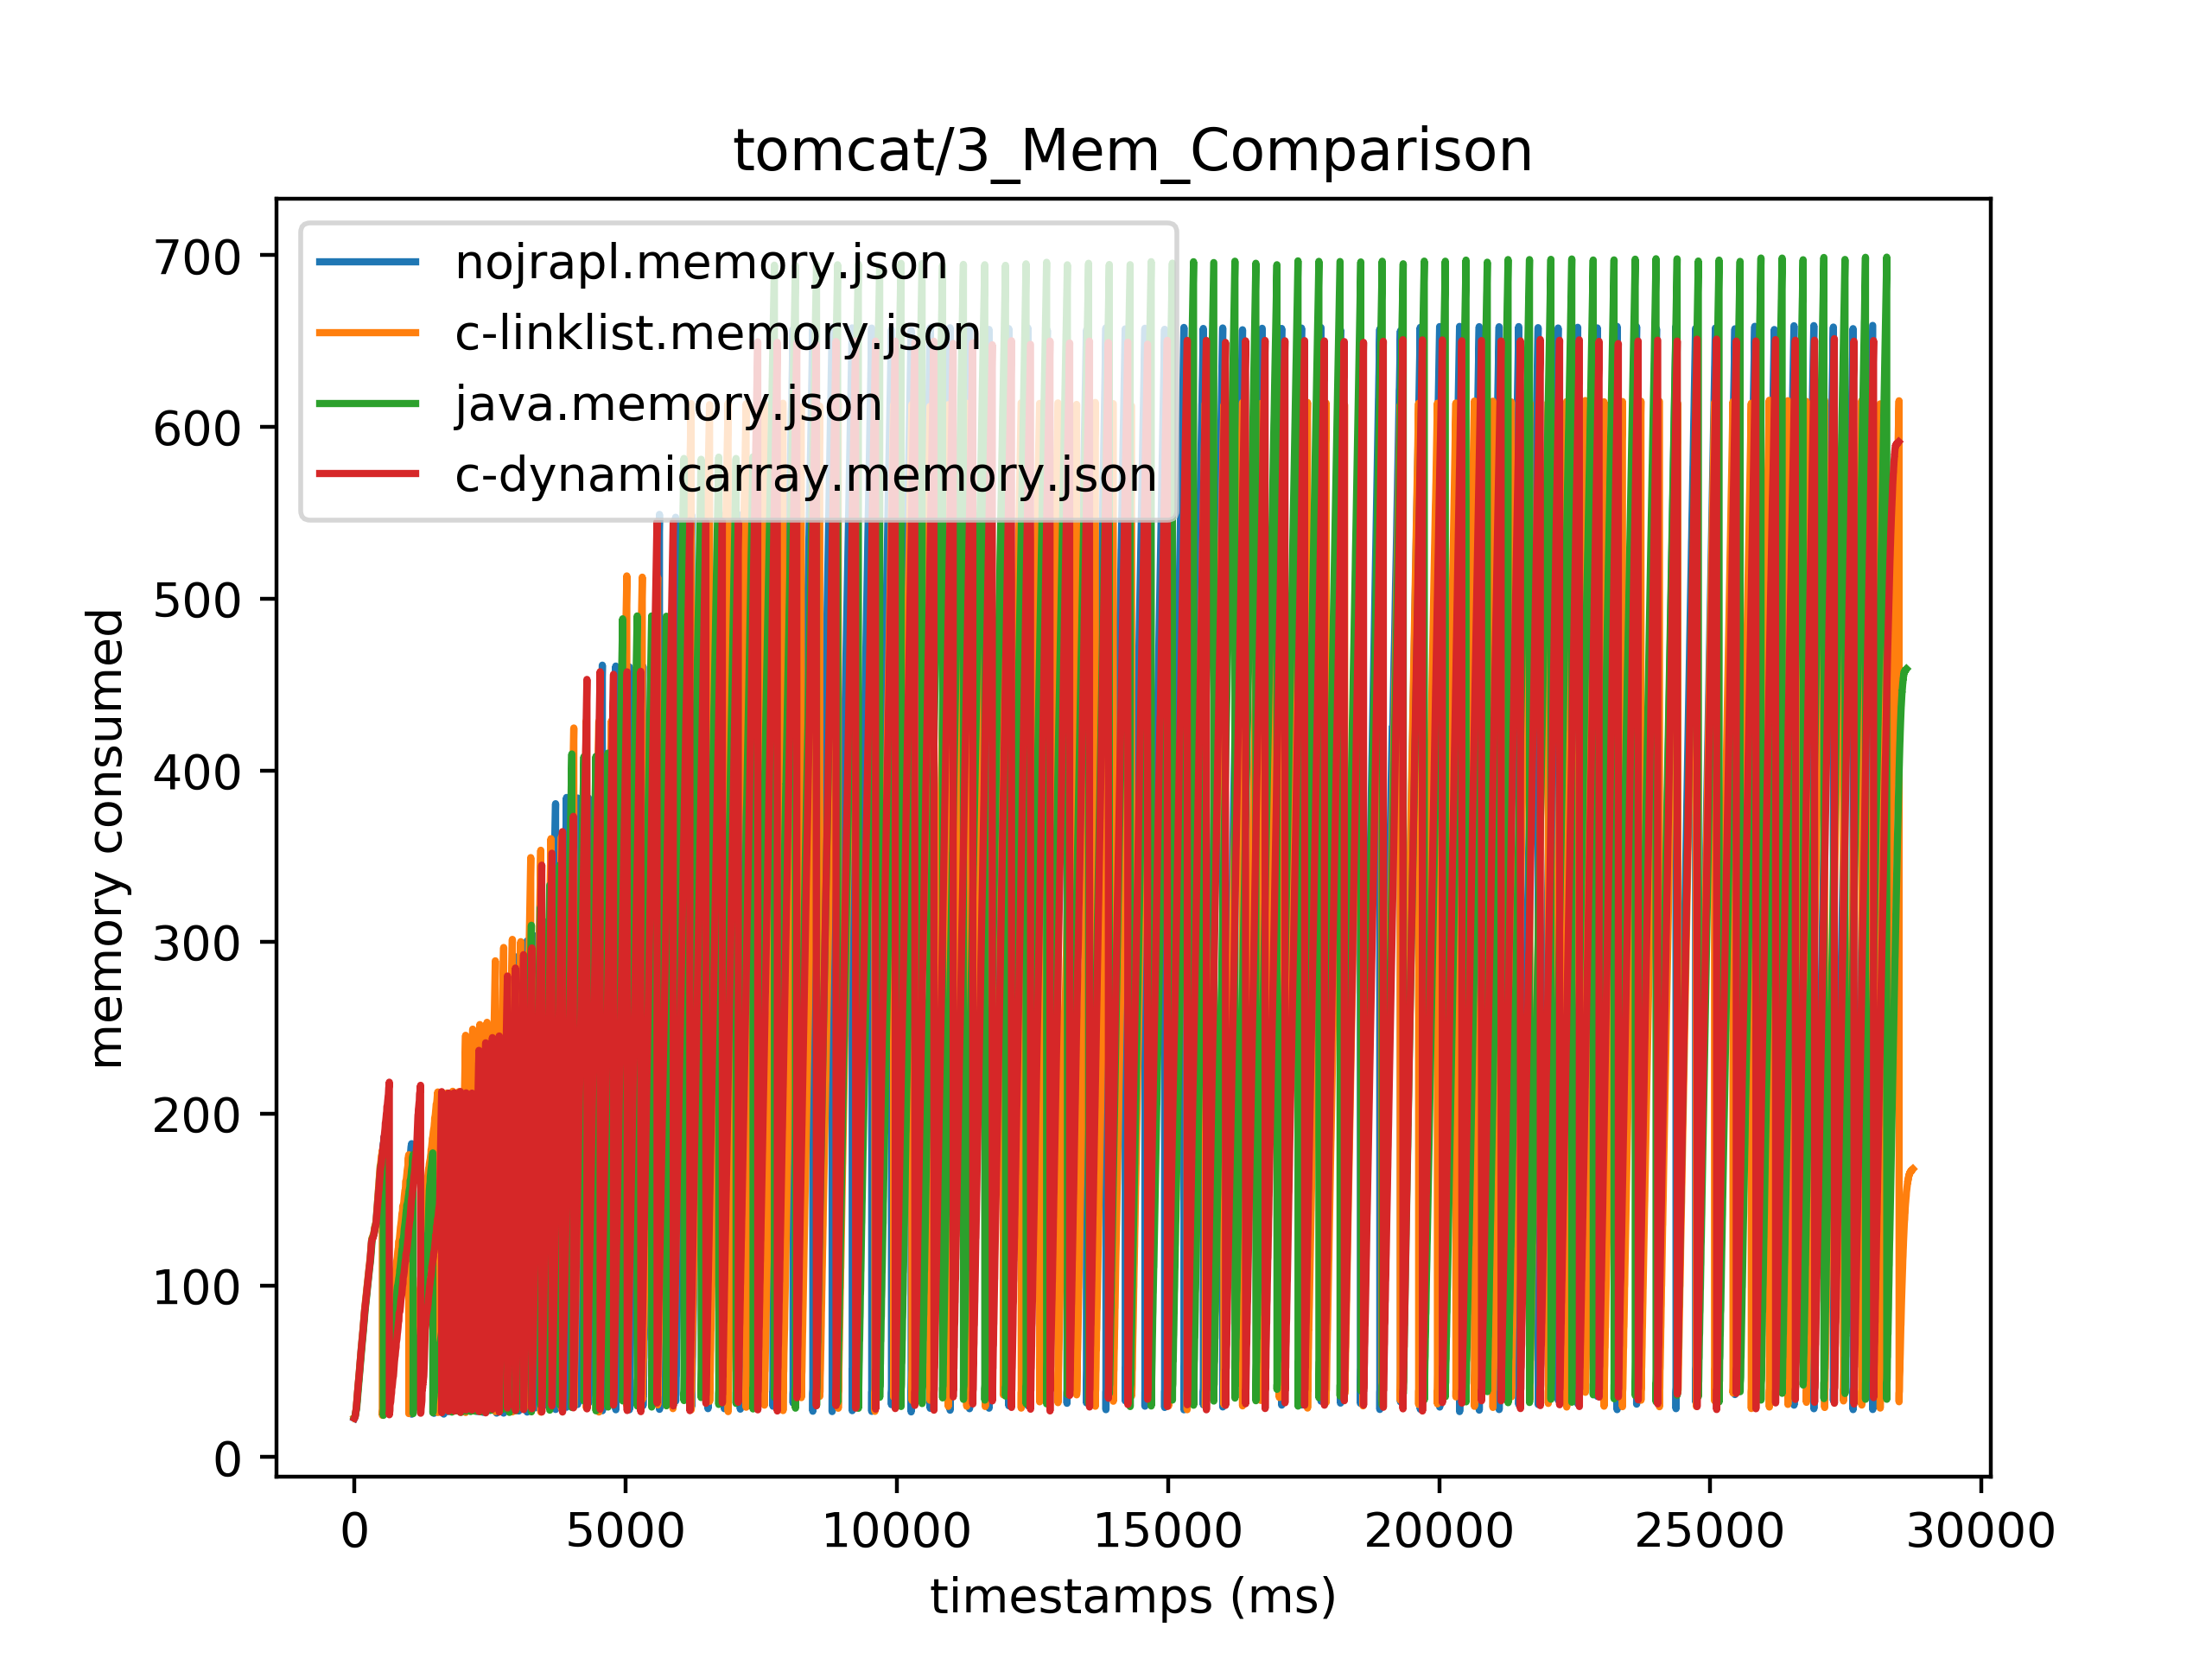 tomcat/3_Mem_Comparison
nojrapl.memory.json
c-linklist.memory.json
java.memory.json
c-dynamicarray.memory.json
700
600
500
400
300
200
100
0
memory consumed
0 5000 10000 15000 20000 25000 30000
timestamps (ms)